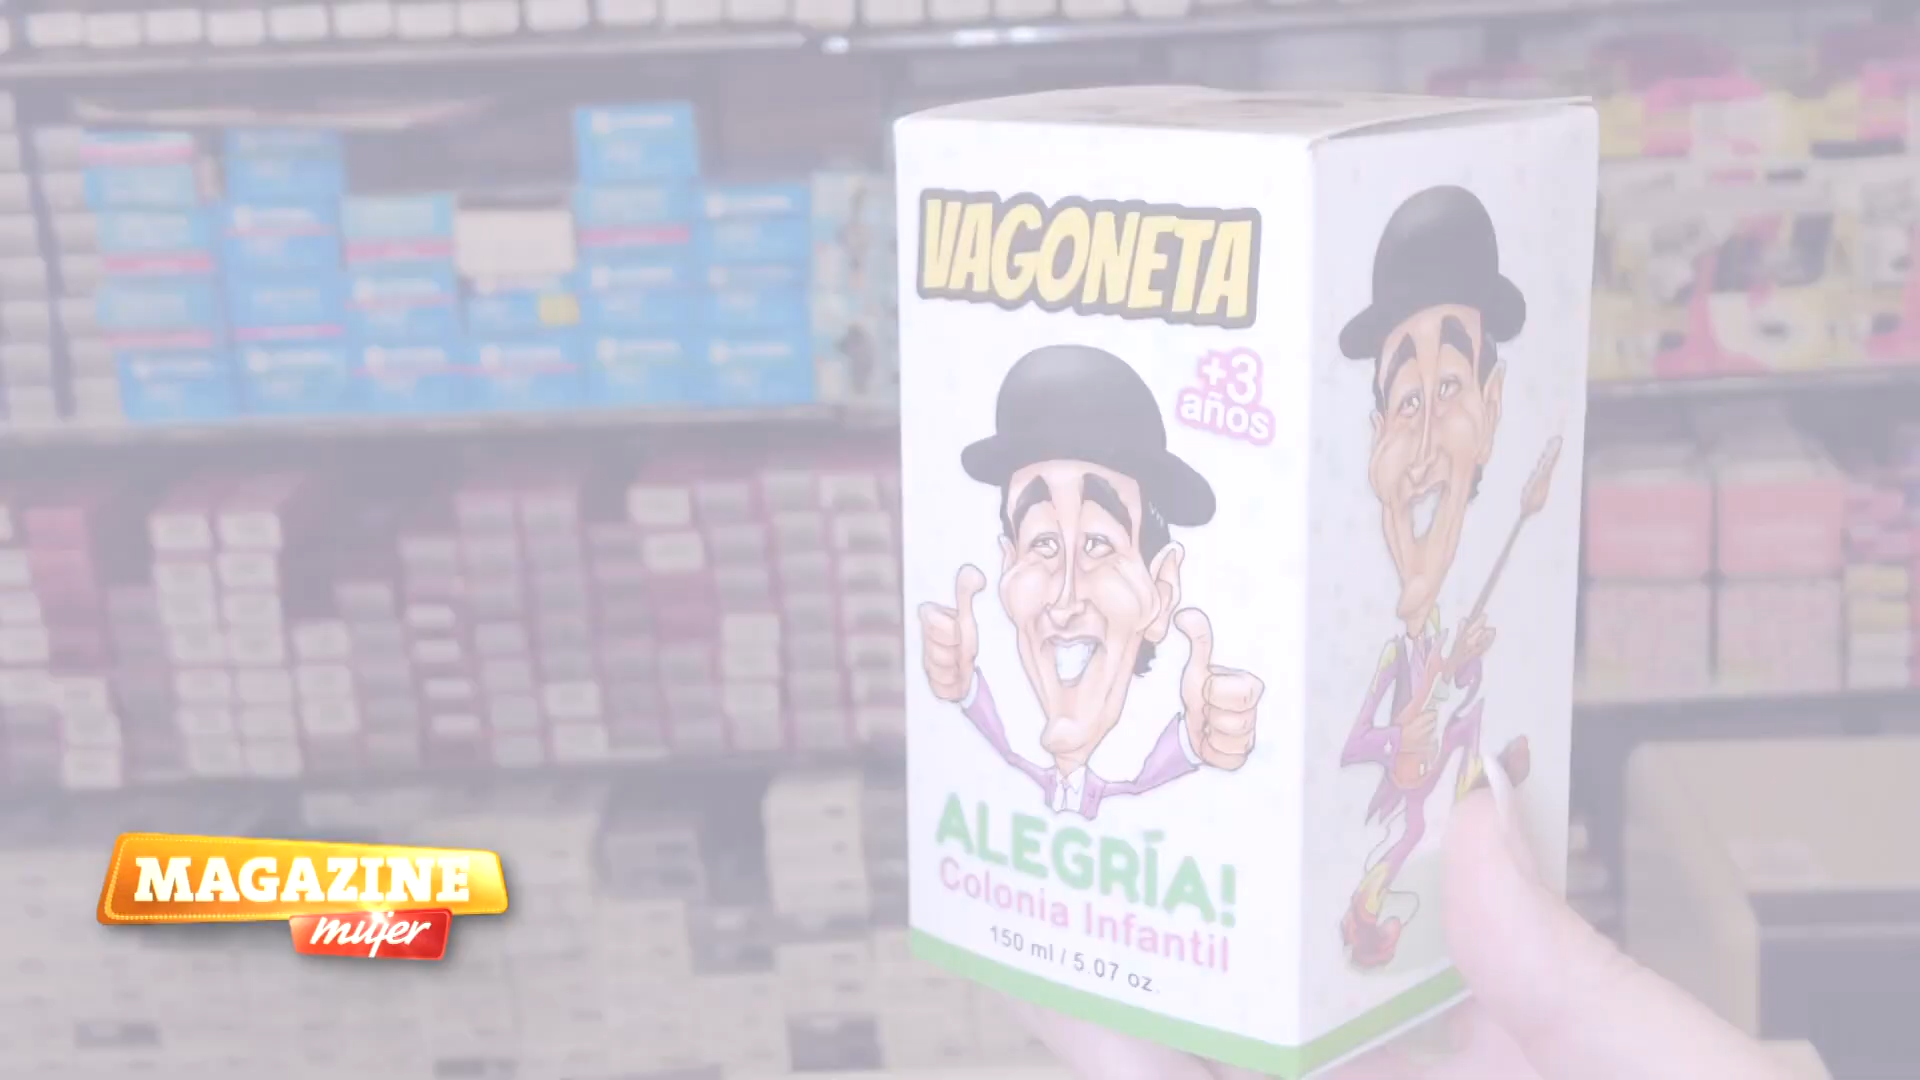 VAGONETA
+3
años
ALEGRÍA!
Colonia Infantil
150 ml / 5.07 oz.
MAGAZINE
mujer